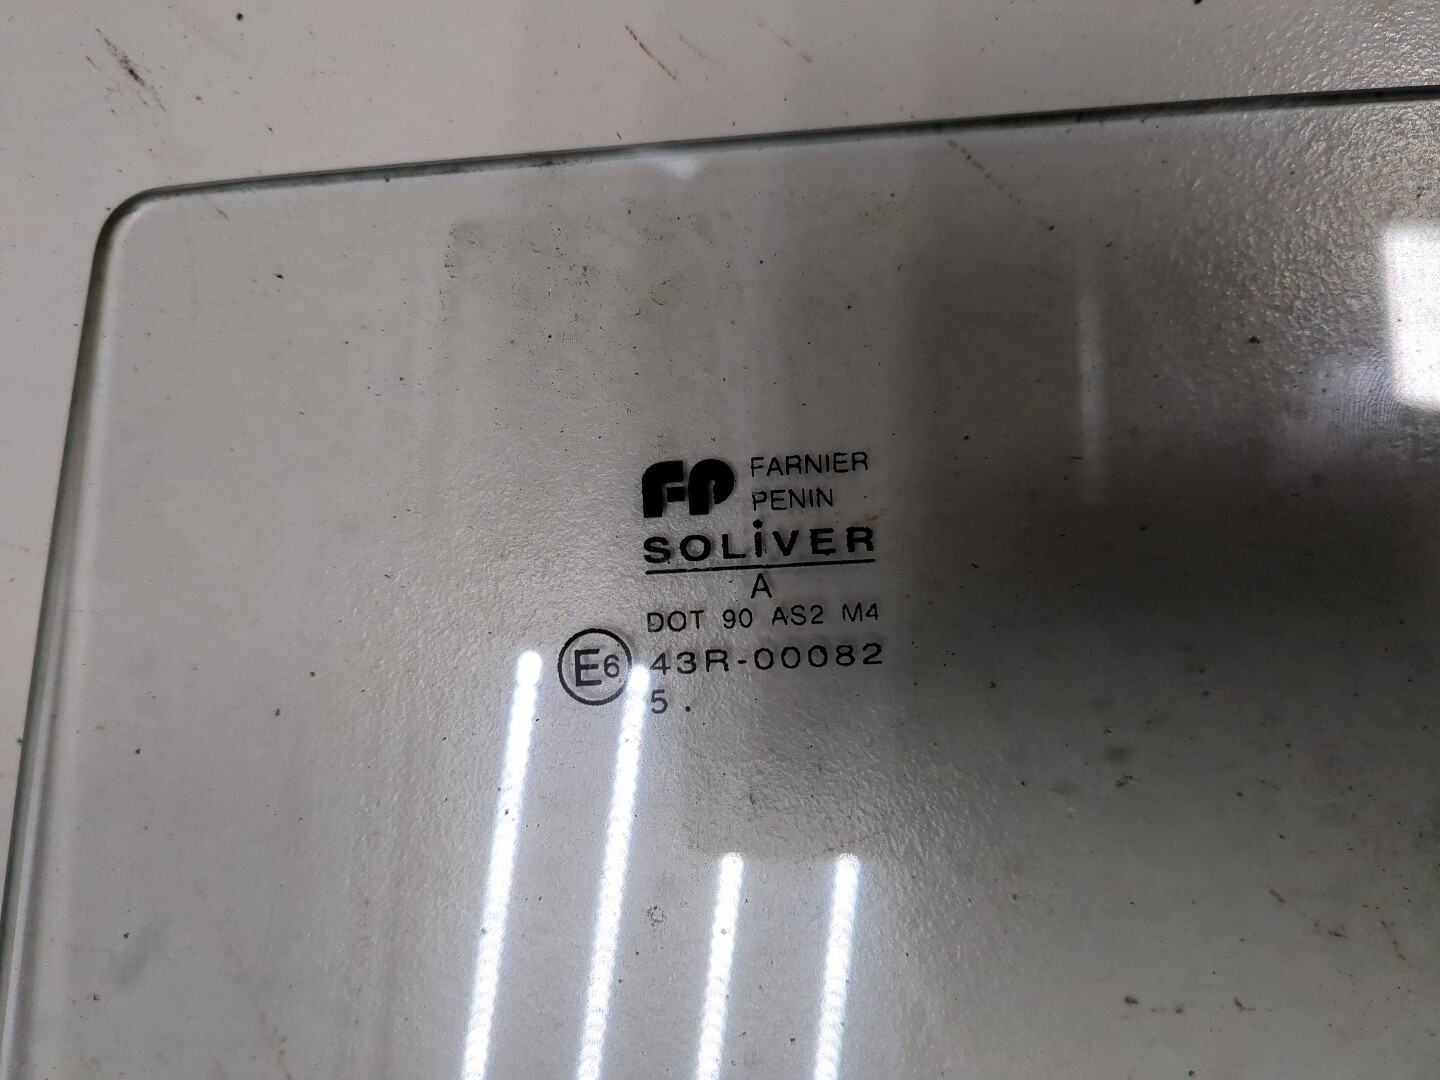 FP FARNIER
PENIN
SOLiVER
A
DOT 90 AS2 M4
E6 43R-00082
5 .